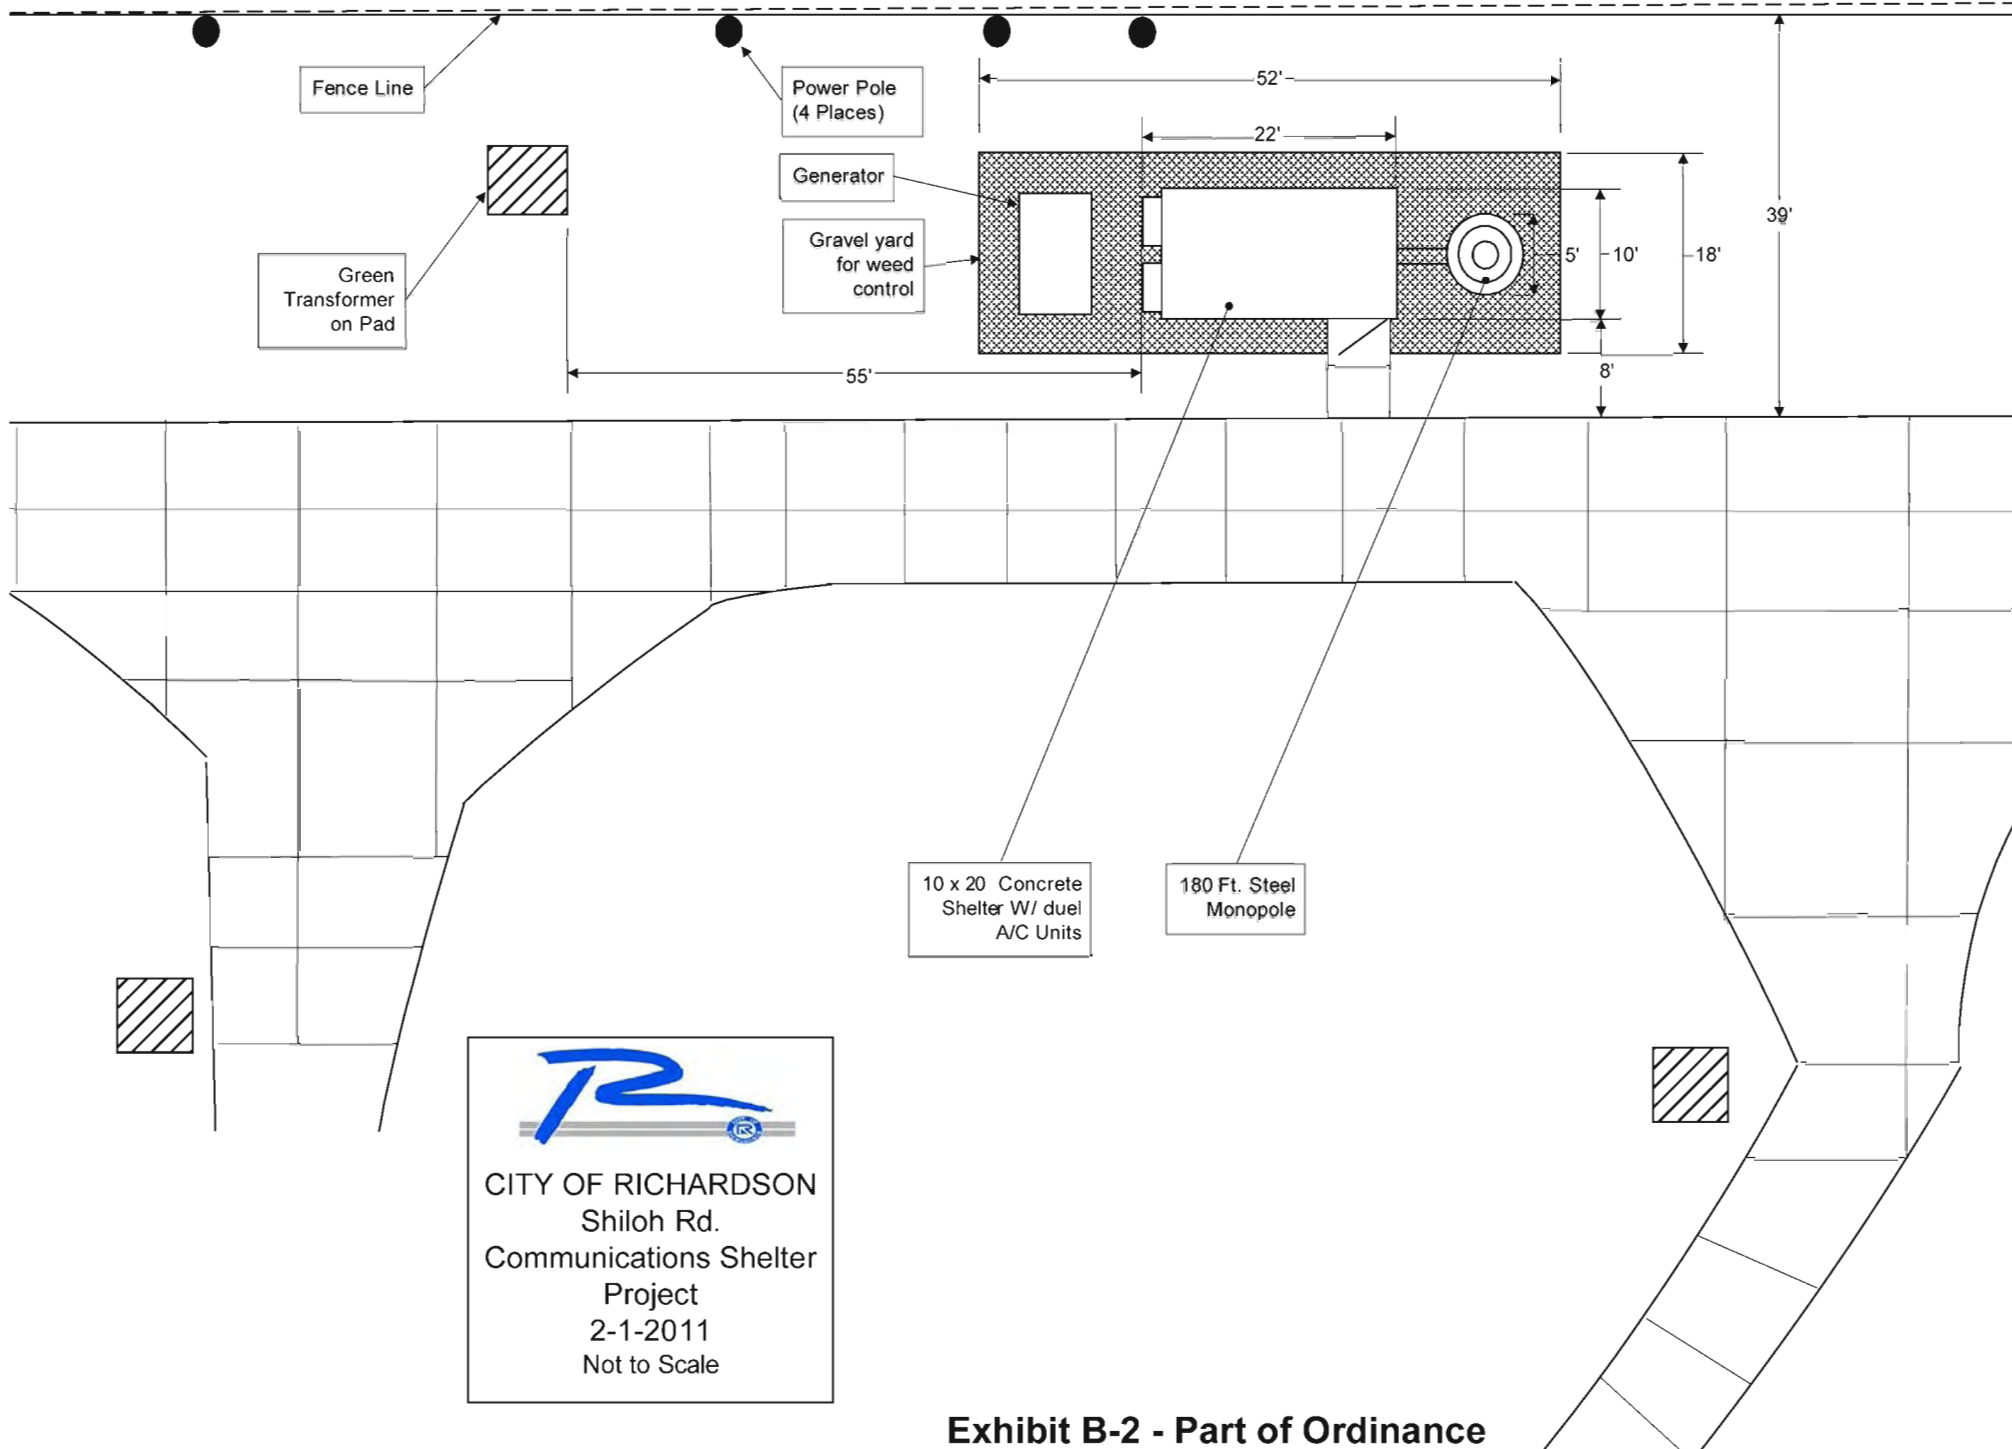 Fence Line
Power Pole
(4 Places)
52'
22'
Generator
Gravel yard
for weed
control
Green
Transformer
on Pad
39'
5'
10'
18'
8'
55'
10 x 20 Concrete
Shelter W/ duel
A/C Units
180 Ft. Steel
Monopole
CITY OF RICHARDSON
Shiloh Rd.
Communications Shelter
Project
2-1-2011
Not to Scale
Exhibit B-2 - Part of Ordinance